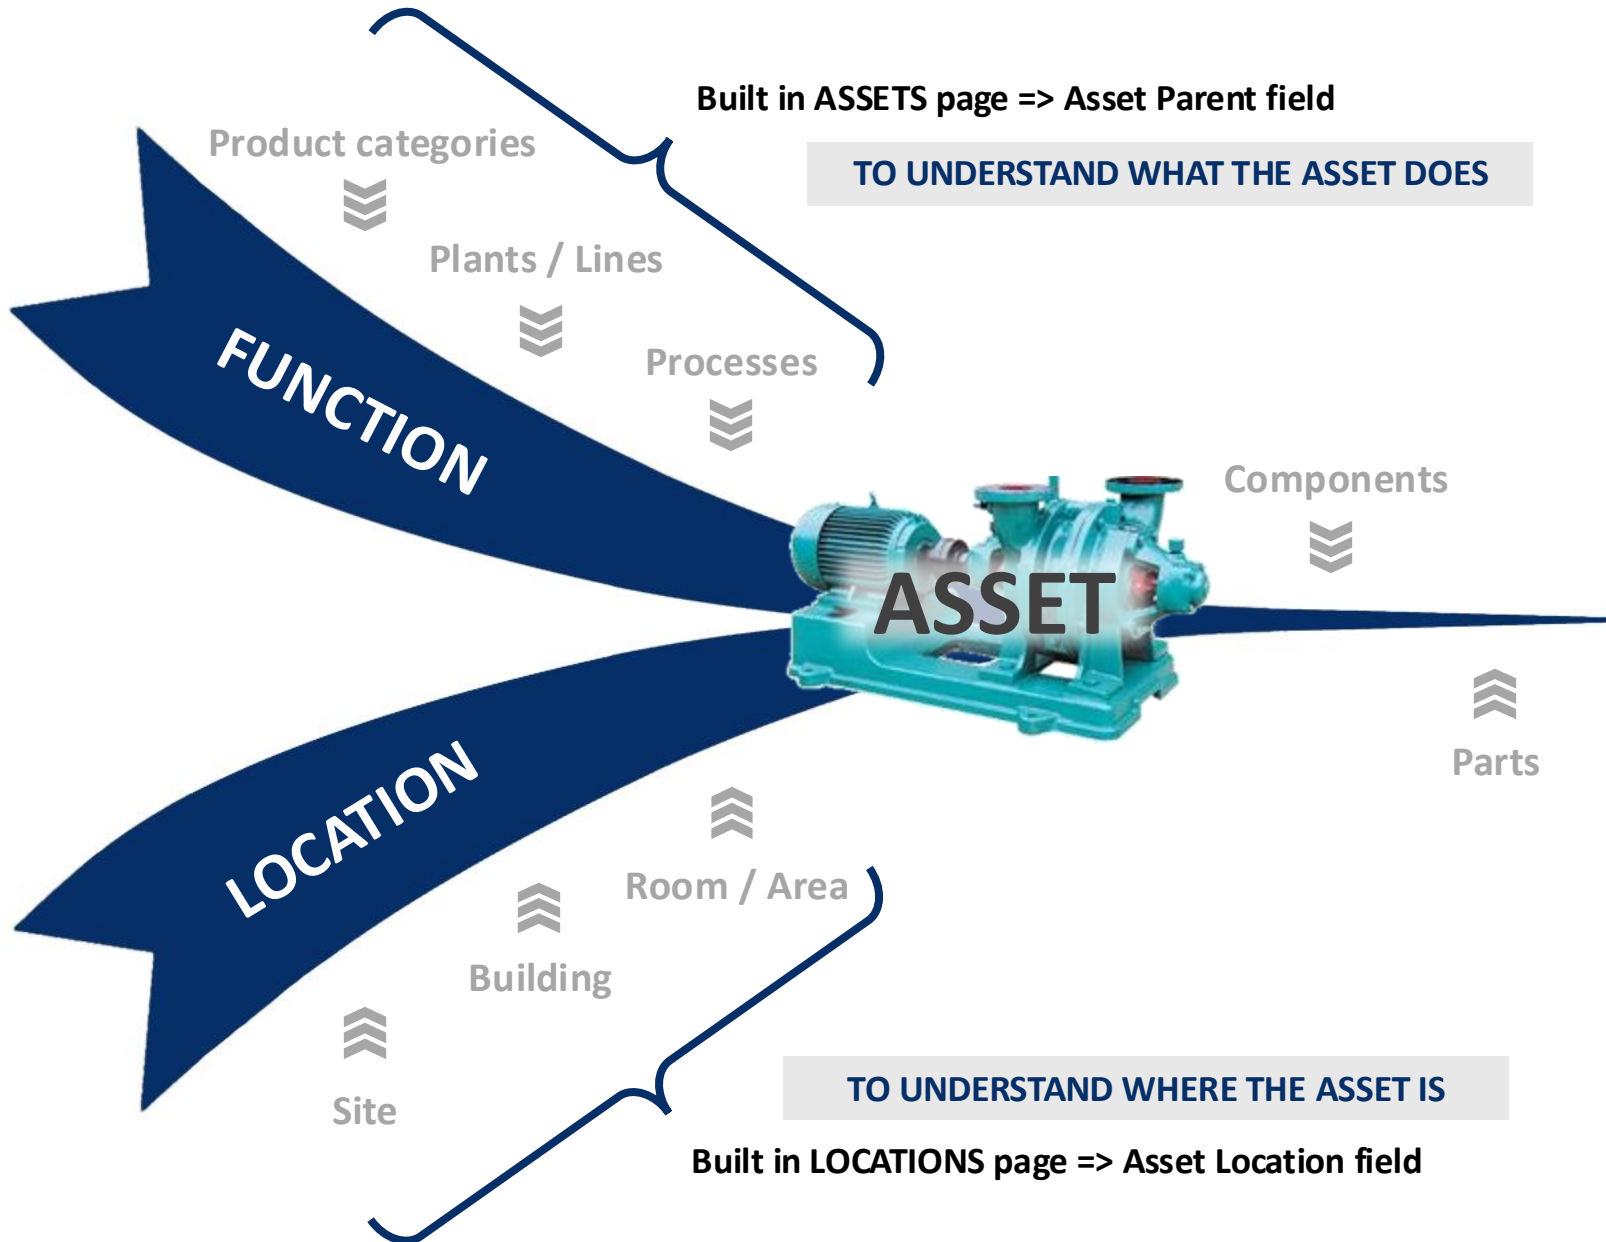 Built in ASSETS page => Asset Parent field
Product categories
TO UNDERSTAND WHAT THE ASSET DOES
Plants / Lines
Processes
FUNCTION
Components
ASSET
Parts
LOCATION
Room / Area
Building
Site
TO UNDERSTAND WHERE THE ASSET IS
Built in LOCATIONS page => Asset Location field